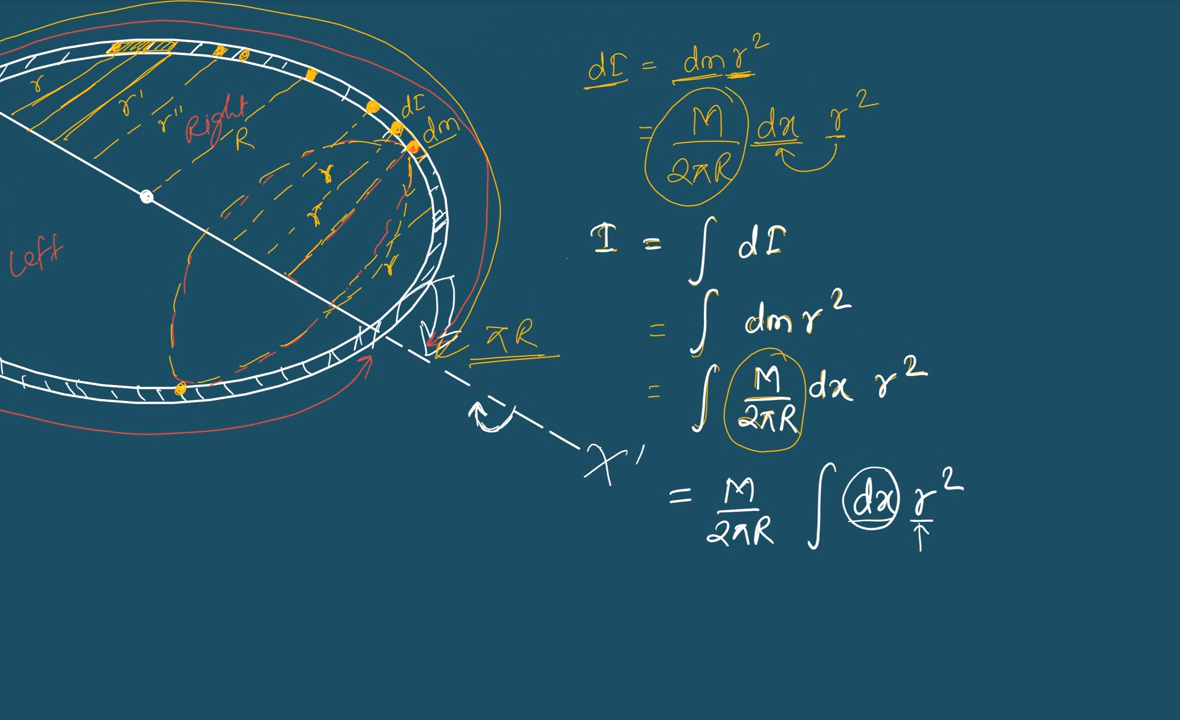 r
r'
r''
Right
R
dI
dm
r
r
r
Left
πR
X'
dI = dm r²
= M/2πR dx r²
I = ∫ dI
= ∫ dm r²
= ∫ M/2πR dx r²
= M/2πR ∫ dx r²